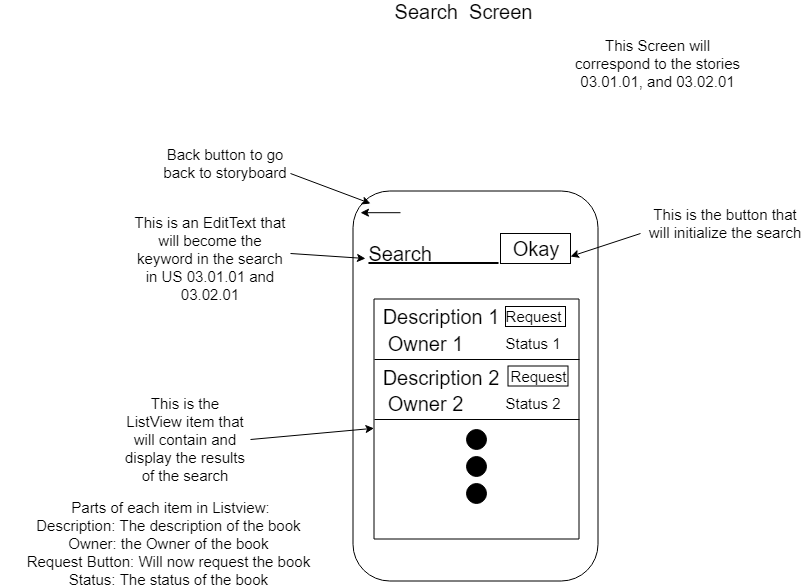 Search  Screen
This Screen will
correspond to the stories
03.01.01, and 03.02.01
Back button to go
back to storyboard
This is an EditText that
will become the
keyword in the search
in US 03.01.01 and
03.02.01
This is the button that
will initialize the search
Search
Okay
Description 1
Request
Owner 1
Status 1
Description 2
Request
Owner 2
Status 2
This is the
ListView item that
will contain and
display the results
of the search
Parts of each item in Listview:
Description: The description of the book
Owner: the Owner of the book
Request Button: Will now request the book
Status: The status of the book